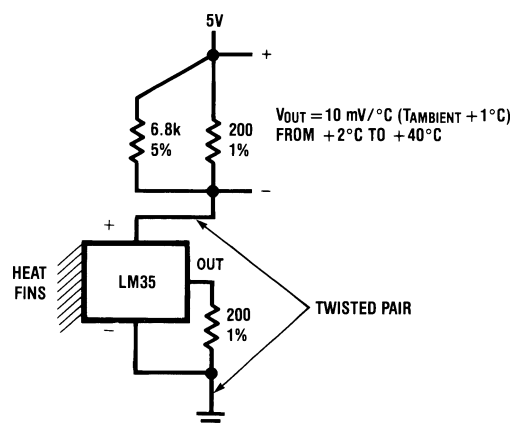 5V
+
6.8k
5%
200
1%
VOUT = 10 mV/°C (TAMBIENT + 1°C)
FROM +2°C TO +40°C
−
+
HEAT
FINS
LM35
OUT
−
200
1%
TWISTED PAIR